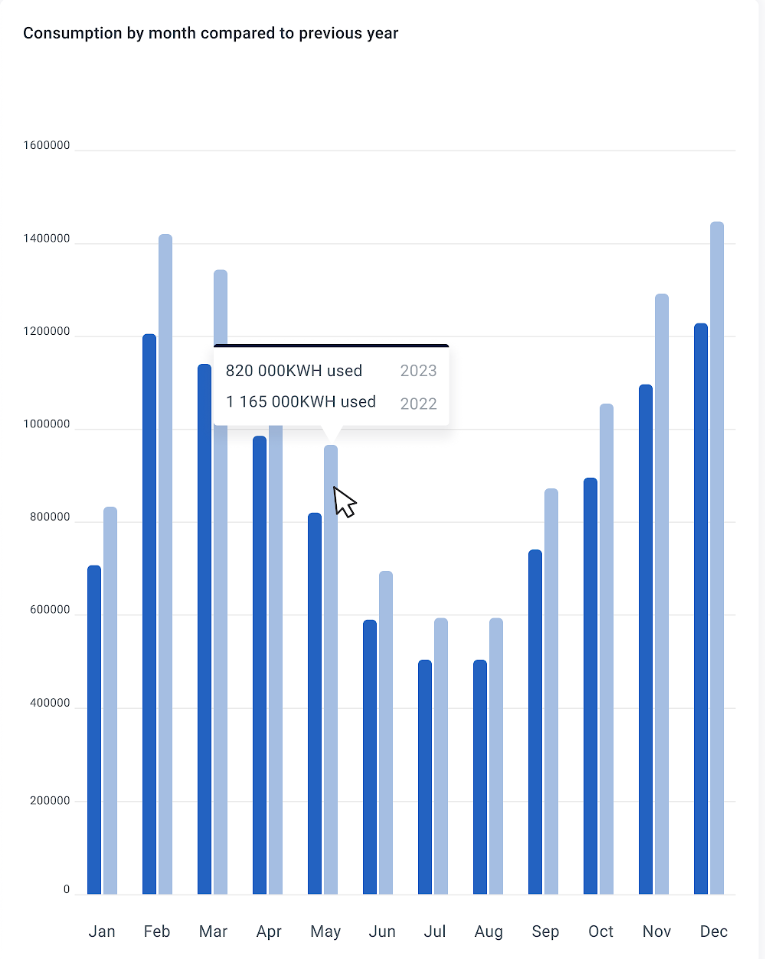 Consumption by month compared to previous year
1600000
1400000
1200000
820 000KWH used 2023
1 165 000KWH used 2022
1000000
800000
600000
400000
200000
0
Jan Feb Mar Apr May Jun Jul Aug Sep Oct Nov Dec